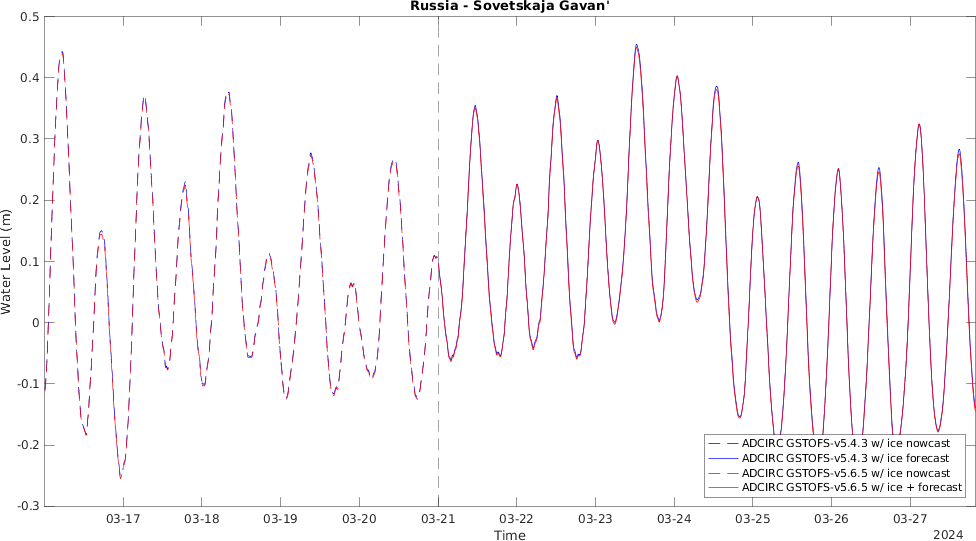 Russia - Sovetskaja Gavan'
0.5
0.4
0.3
0.2
0.1
0
-0.1
-0.2
-0.3
Water Level (m)
03-17 03-18 03-19 03-20 03-21 03-22 03-23 03-24 03-25 03-26 03-27
Time
2024
ADCIRC GSTOFS-v5.4.3 w/ ice nowcast
ADCIRC GSTOFS-v5.4.3 w/ ice forecast
ADCIRC GSTOFS-v5.6.5 w/ ice nowcast
ADCIRC GSTOFS-v5.6.5 w/ ice + forecast